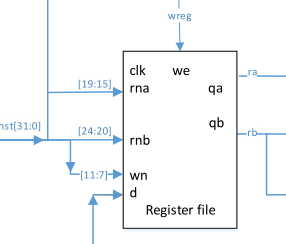 wreg
clk we
[19:15]
rna qa
ra
nst[31:0]
[24:20]
qb
rb
rnb
[11:7]
wn
d
Register file